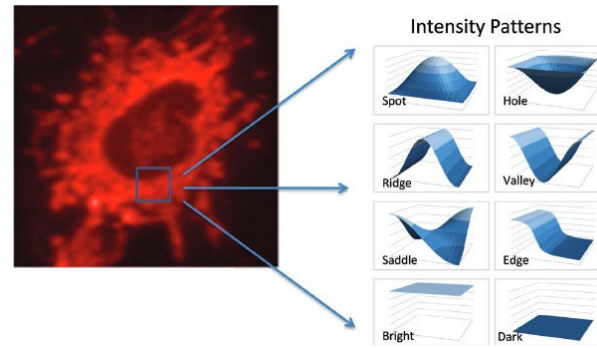 Intensity Patterns
Spot
Hole
Ridge
Valley
Saddle
Edge
Bright
Dark